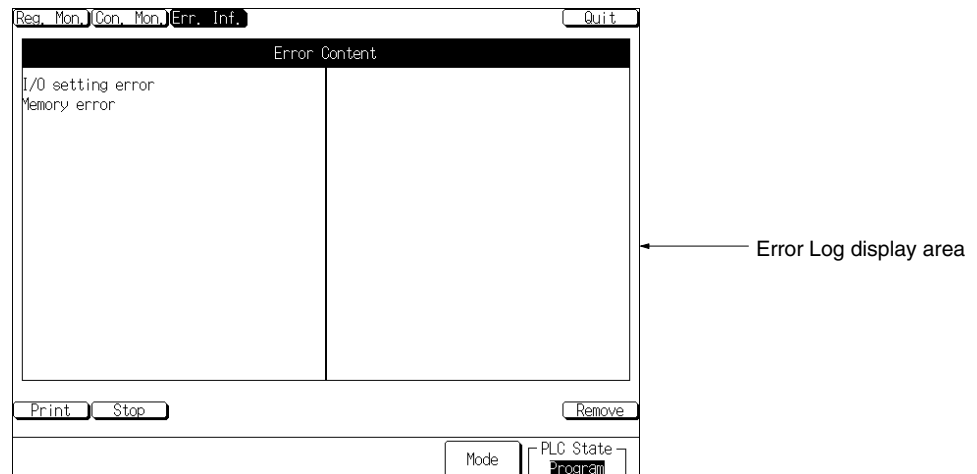 Reg. Mon. Con. Mon. Err. Inf. Quit
Error Content
I/O setting error
Memory error
Error Log display area
Print Stop Remove
Mode PLC State
Program